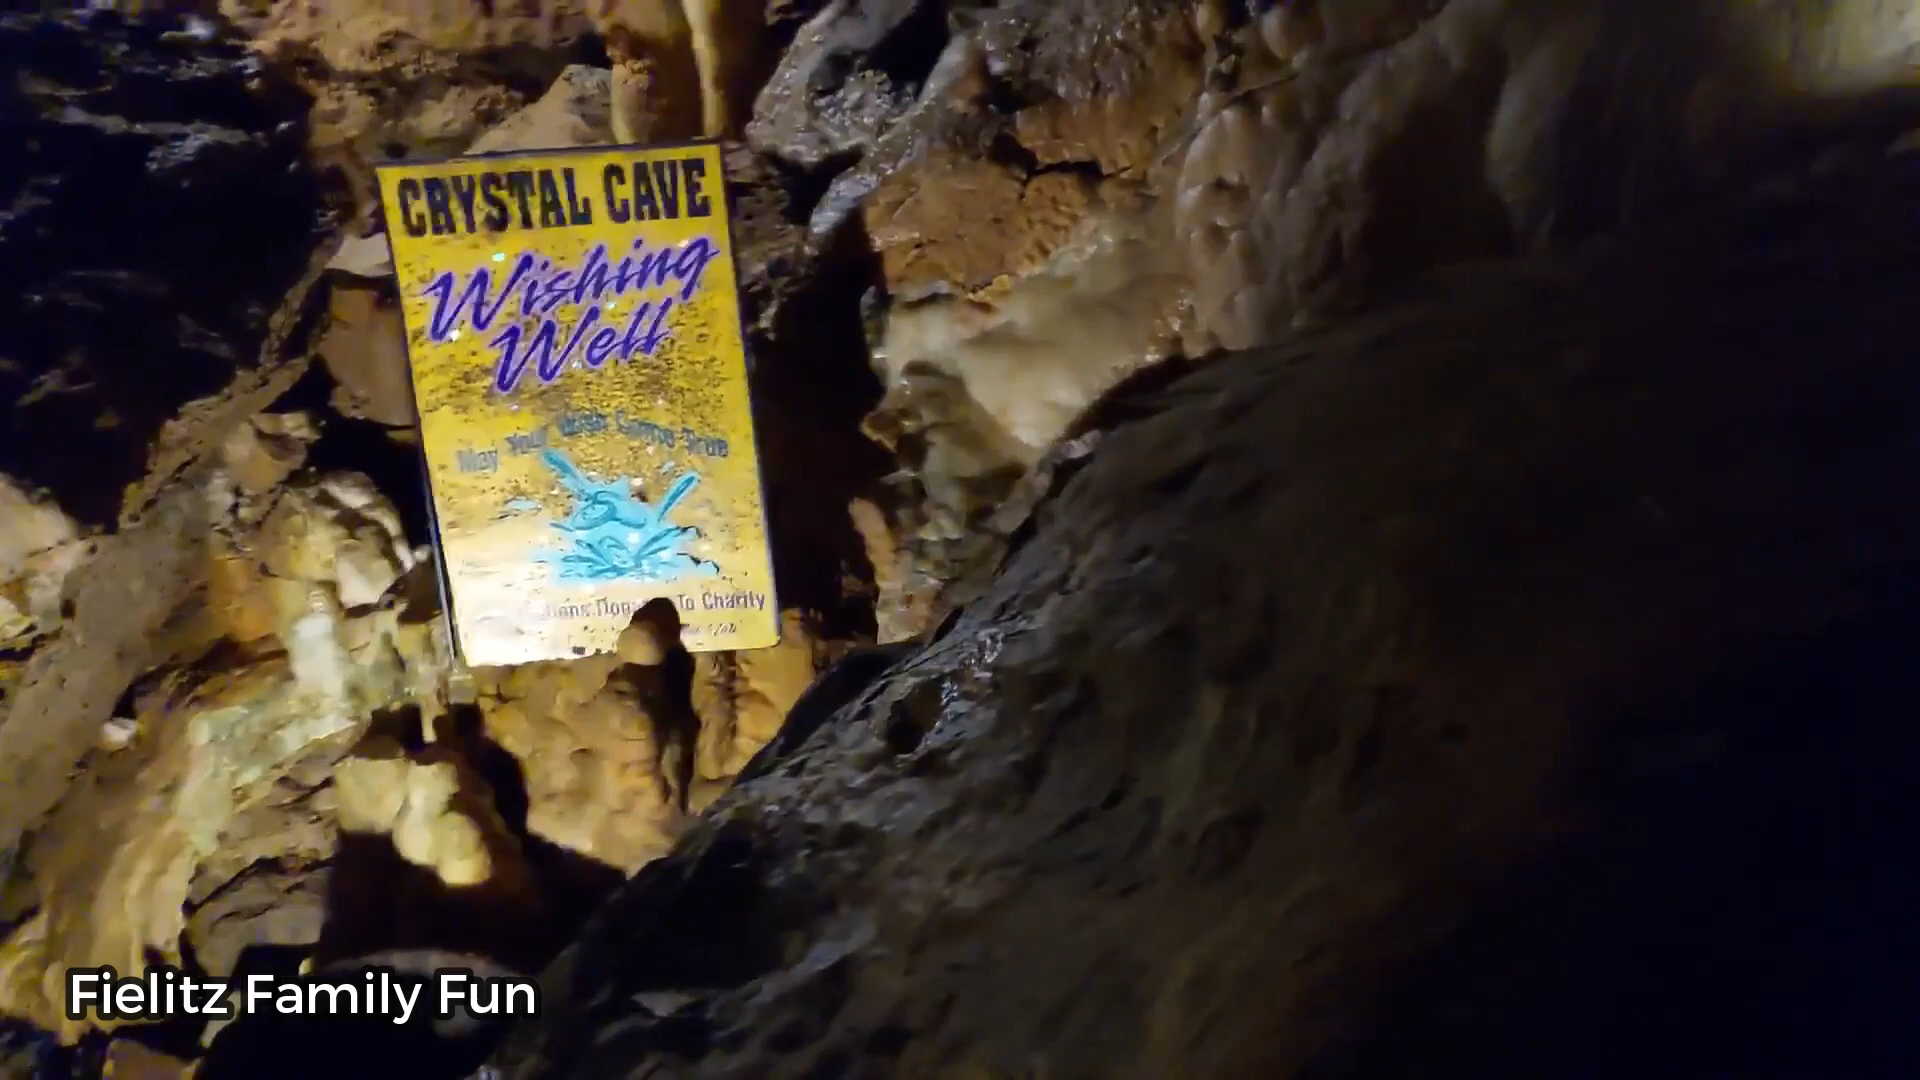 CRYSTAL CAVE
Wishing
Well
May Your Wish Come True
To Charity
Fielitz Family Fun